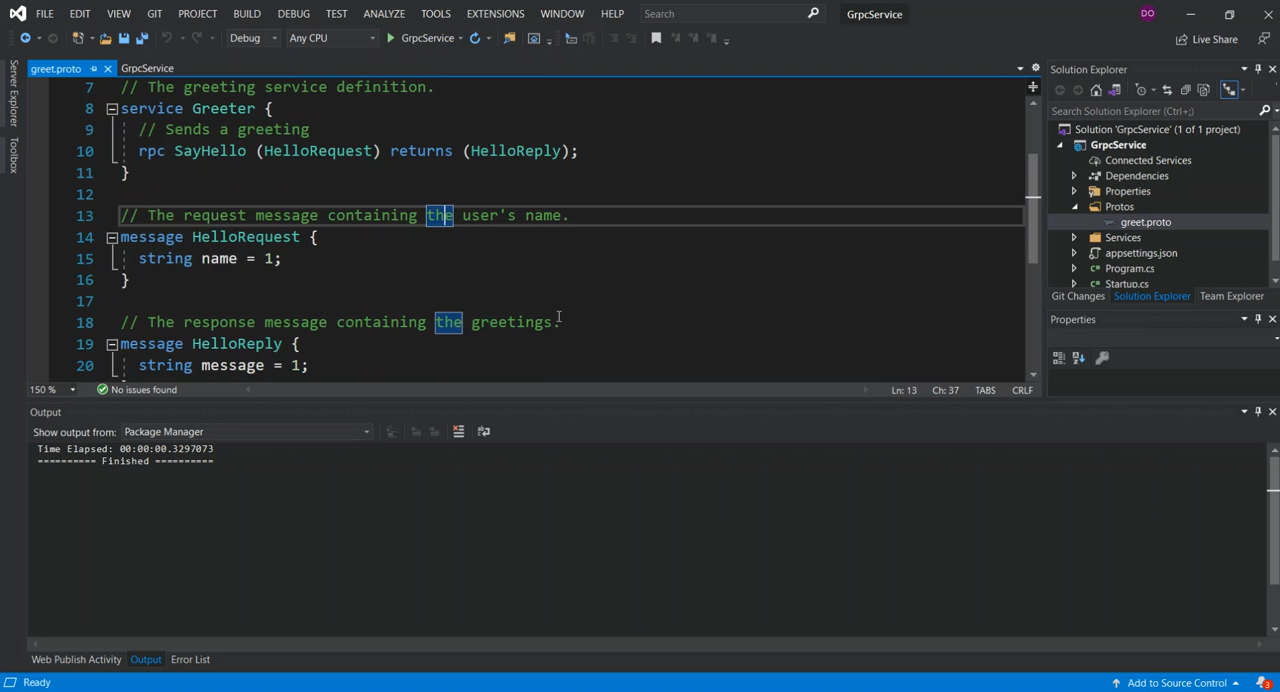 FILE EDIT VIEW GIT PROJECT BUILD DEBUG TEST ANALYZE TOOLS EXTENSIONS WINDOW HELP Search GrpcService DO
Debug Any CPU GrpcService Live Share
greet.proto GrpcService
Server Explorer
Toolbox
7 // The greeting service definition.
8 service Greeter {
9 // Sends a greeting
10 rpc SayHello (HelloRequest) returns (HelloReply);
11 }
12
13 // The request message containing the user's name.
14 message HelloRequest {
15 string name = 1;
16 }
17
18 // The response message containing the greetings.
19 message HelloReply {
20 string message = 1;
150 % No issues found Ln: 13 Ch: 37 TABS CRLF
Solution Explorer
Search Solution Explorer (Ctrl+;)
Solution 'GrpcService' (1 of 1 project)
GrpcService
Connected Services
Dependencies
Properties
Protos
greet.proto
Services
appsettings.json
Program.cs
Startup.cs
Git Changes Solution Explorer Team Explorer
Properties
Output
Show output from: Package Manager
Time Elapsed: 00:00:00.3297073
========== Finished ==========
Web Publish Activity Output Error List
Ready Add to Source Control 3